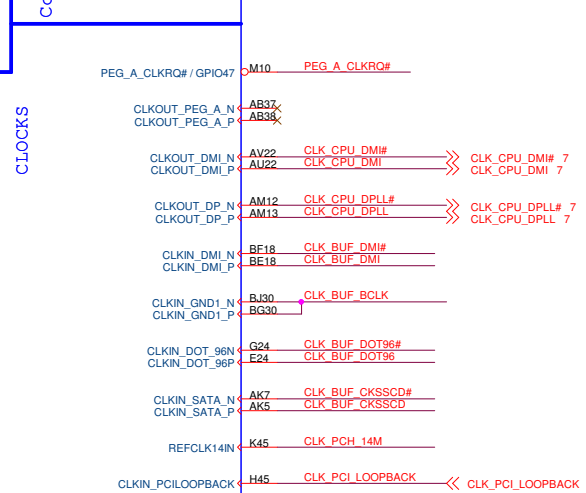 Co
CLOCKS
PEG_A_CLKRQ# / GPIO47 M10 PEG_A_CLKRQ#
CLKOUT_PEG_A_N AB37
CLKOUT_PEG_A_P AB38
CLKOUT_DMI_N AV22 CLK_CPU_DMI# CLK_CPU_DMI# 7
CLKOUT_DMI_P AU22 CLK_CPU_DMI CLK_CPU_DMI 7
CLKOUT_DP_N AM12 CLK_CPU_DPLL# CLK_CPU_DPLL# 7
CLKOUT_DP_P AM13 CLK_CPU_DPLL CLK_CPU_DPLL 7
CLKIN_DMI_N BF18 CLK_BUF_DMI#
CLKIN_DMI_P BE18 CLK_BUF_DMI
CLKIN_GND1_N BJ30 CLK_BUF_BCLK
CLKIN_GND1_P BG30
CLKIN_DOT_96N G24 CLK_BUF_DOT96#
CLKIN_DOT_96P E24 CLK_BUF_DOT96
CLKIN_SATA_N AK7 CLK_BUF_CKSSCD#
CLKIN_SATA_P AK5 CLK_BUF_CKSSCD
REFCLK14IN K45 CLK_PCH_14M
CLKIN_PCILOOPBACK H45 CLK_PCI_LOOPBACK CLK_PCI_LOOPBACK